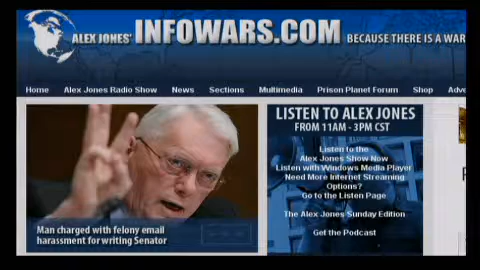 ALEX JONES' INFOWARS.COM BECAUSE THERE IS A WAR
Home Alex Jones Radio Show News Sections Multimedia Prison Planet Forum Shop Adve
LISTEN TO ALEX JONES
FROM 11AM - 3PM CST
Listen to the
Alex Jones Show Now
Listen with Windows Media Player
Need More Internet Streaming
Options?
Go to the Listen Page
The Alex Jones Sunday Edition
Get the Podcast
Man charged with felony email
harassment for writing Senator